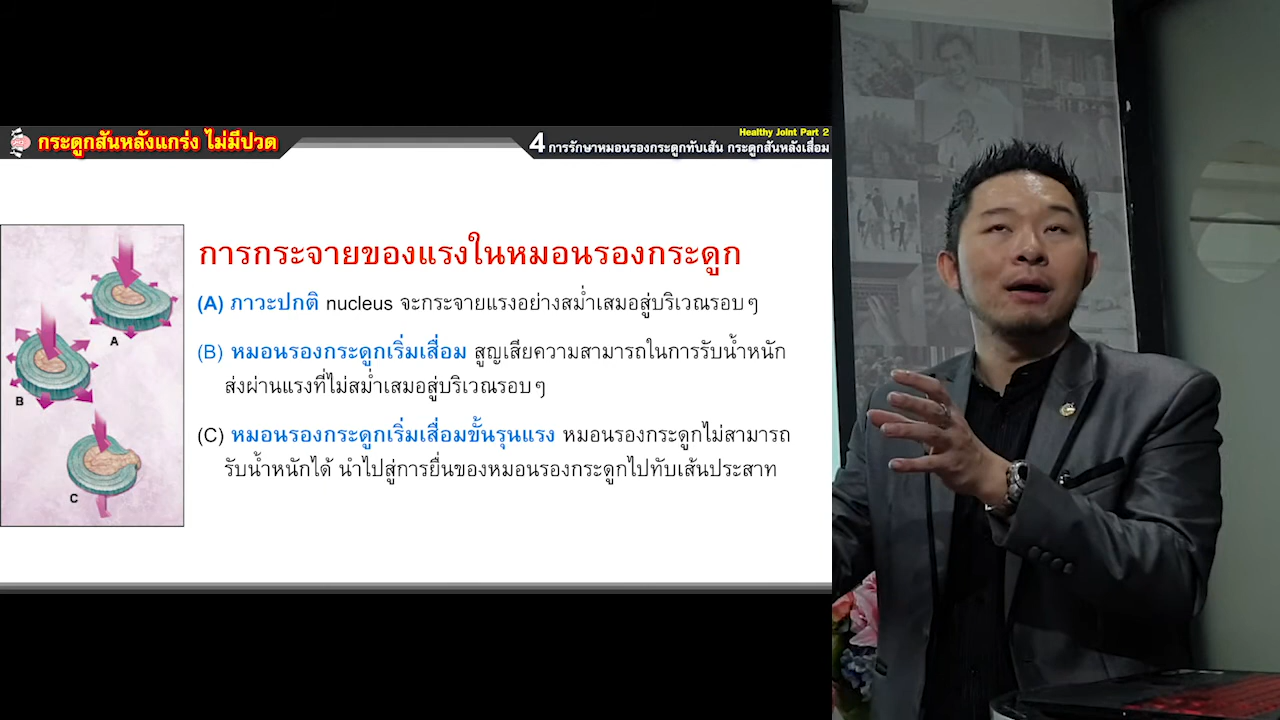 กระดูกสันหลังแกร่ง ไม่มีปวด
Healthy Joint Part 2
4 การรักษาหมอนรองกระดูกทับเส้น กระดูกสันหลังเสื่อม
การกระจายของแรงในหมอนรองกระดูก
(A) ภาวะปกติ nucleus จะกระจายแรงอย่างสม่ำเสมอสู่บริเวณรอบๆ
(B) หมอนรองกระดูกเริ่มเสื่อม สูญเสียความสามารถในการรับน้ำหนัก
ส่งผ่านแรงที่ไม่สม่ำเสมอสู่บริเวณรอบๆ
(C) หมอนรองกระดูกเริ่มเสื่อมขั้นรุนแรง หมอนรองกระดูกไม่สามารถ
รับน้ำหนักได้ นำไปสู่การยื่นของหมอนรองกระดูกไปทับเส้นประสาท
A
B
C